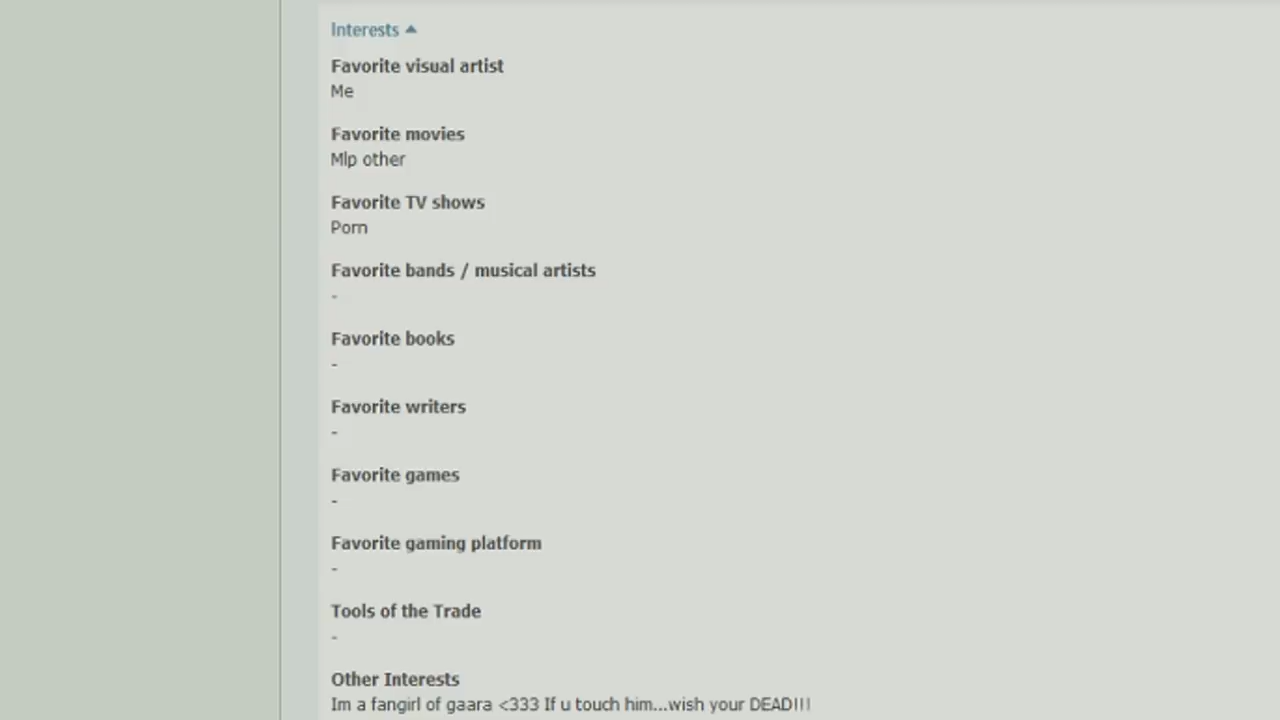 Interests
Favorite visual artist
Me
Favorite movies
Mlp other
Favorite TV shows
Porn
Favorite bands / musical artists
-
Favorite books
-
Favorite writers
-
Favorite games
-
Favorite gaming platform
-
Tools of the Trade
-
Other Interests
Im a fangirl of gaara <333 If u touch him...wish your DEAD!!!